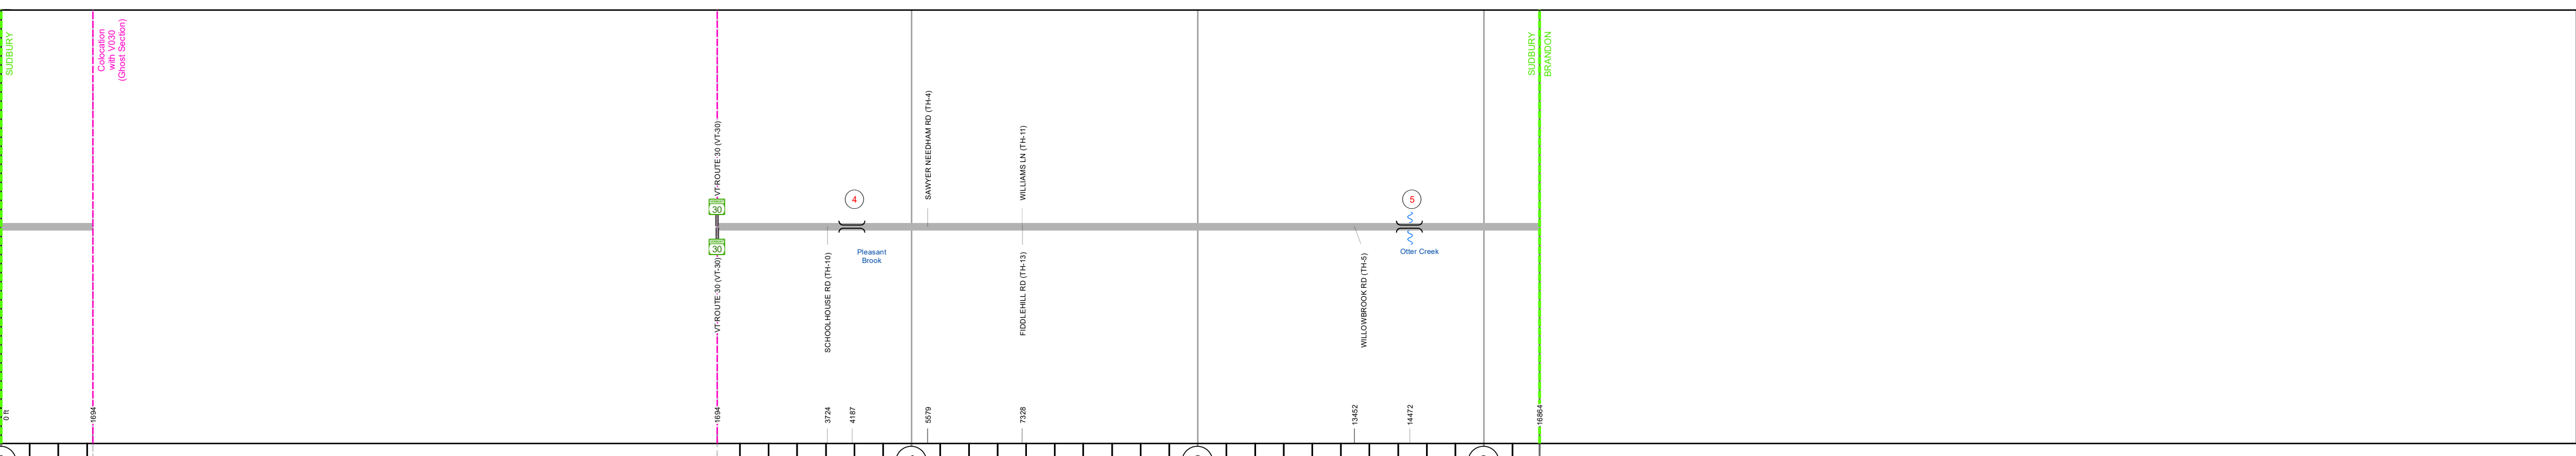 SUDBURY
Colocation
with V030
(Ghost Section)
SUDBURY
BRANDON
VT-ROUTE 30 (VT-30)
SAWYER NEEDHAM RD (TH-4)
WILLIAMS LN (TH-11)
30
4
5
30
VT-ROUTE 30 (VT-30)
SCHOOLHOUSE RD (TH-10)
Pleasant
Brook
FIDDLEHILL RD (TH-13)
WILLOWBROOK RD (TH-5)
Otter Creek
0 ft
1694
1694
3724
4187
5579
7328
13452
14472
16864